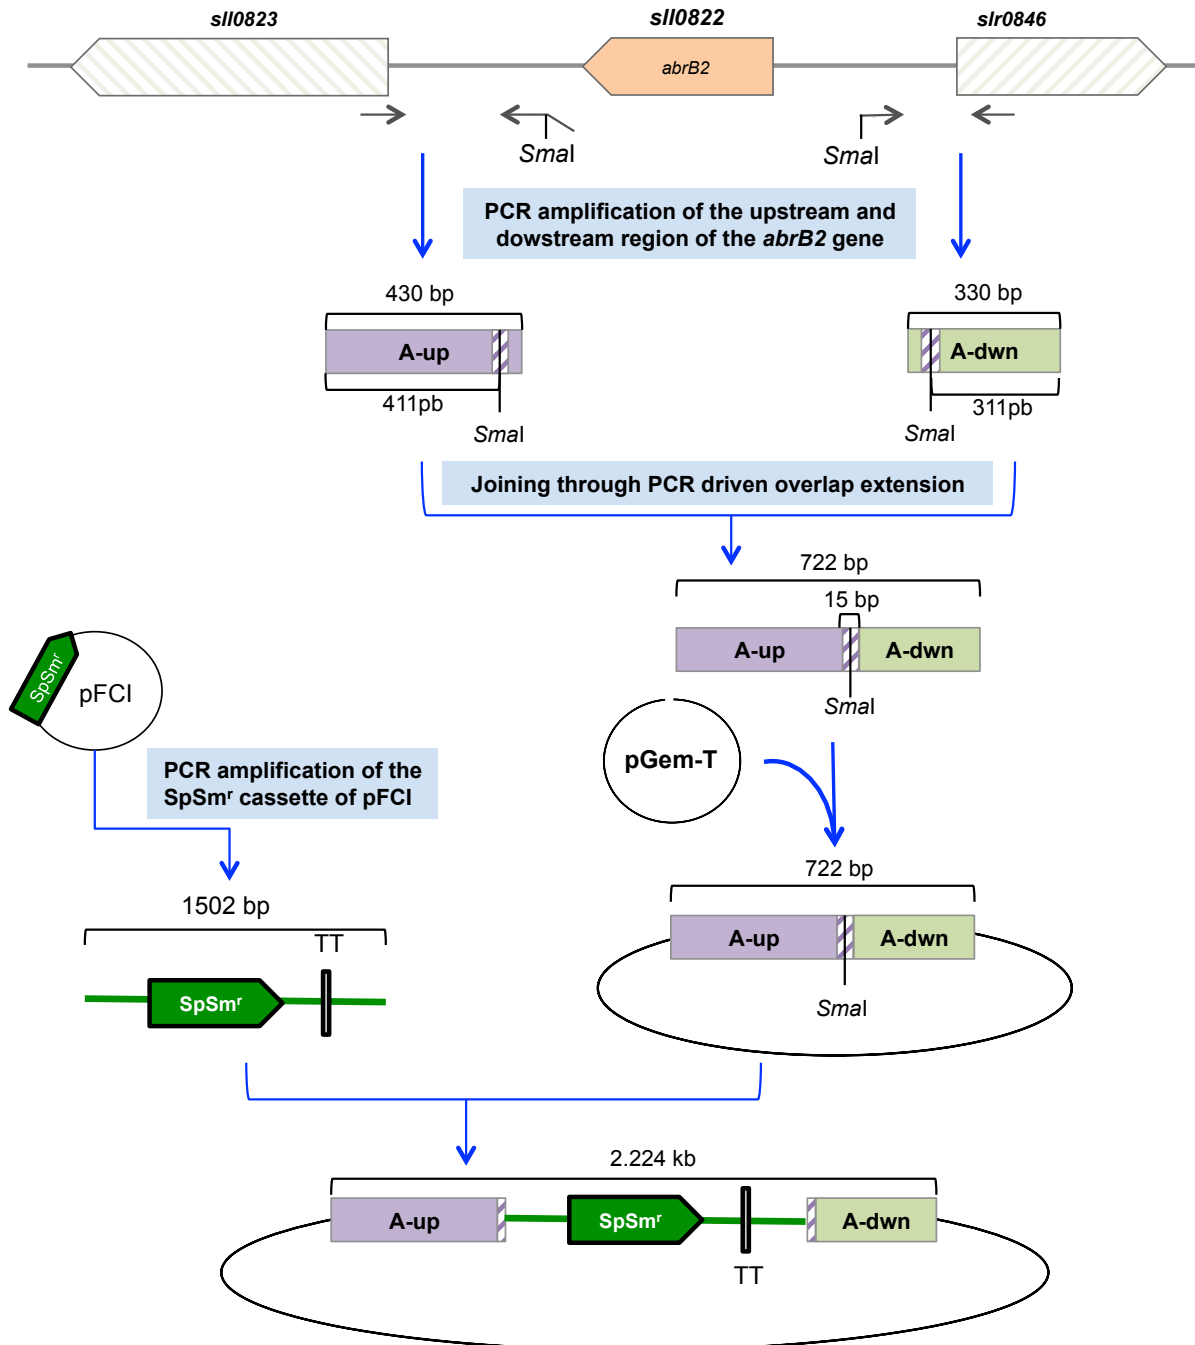 sll0823
sll0822
slr0846
abrB2
SmaI
SmaI
PCR amplification of the upstream and
dowstream region of the abrB2 gene
430 bp
330 bp
A-up
A-dwn
411pb
311pb
SmaI
SmaI
Joining through PCR driven overlap extension
722 bp
15 bp
A-up
A-dwn
SmaI
SpSmʳ
pFCI
pGem-T
PCR amplification of the
SpSmʳ cassette of pFCI
722 bp
1502 bp
TT
A-up
A-dwn
SpSmʳ
SmaI
2.224 kb
A-up
SpSmʳ
A-dwn
TT